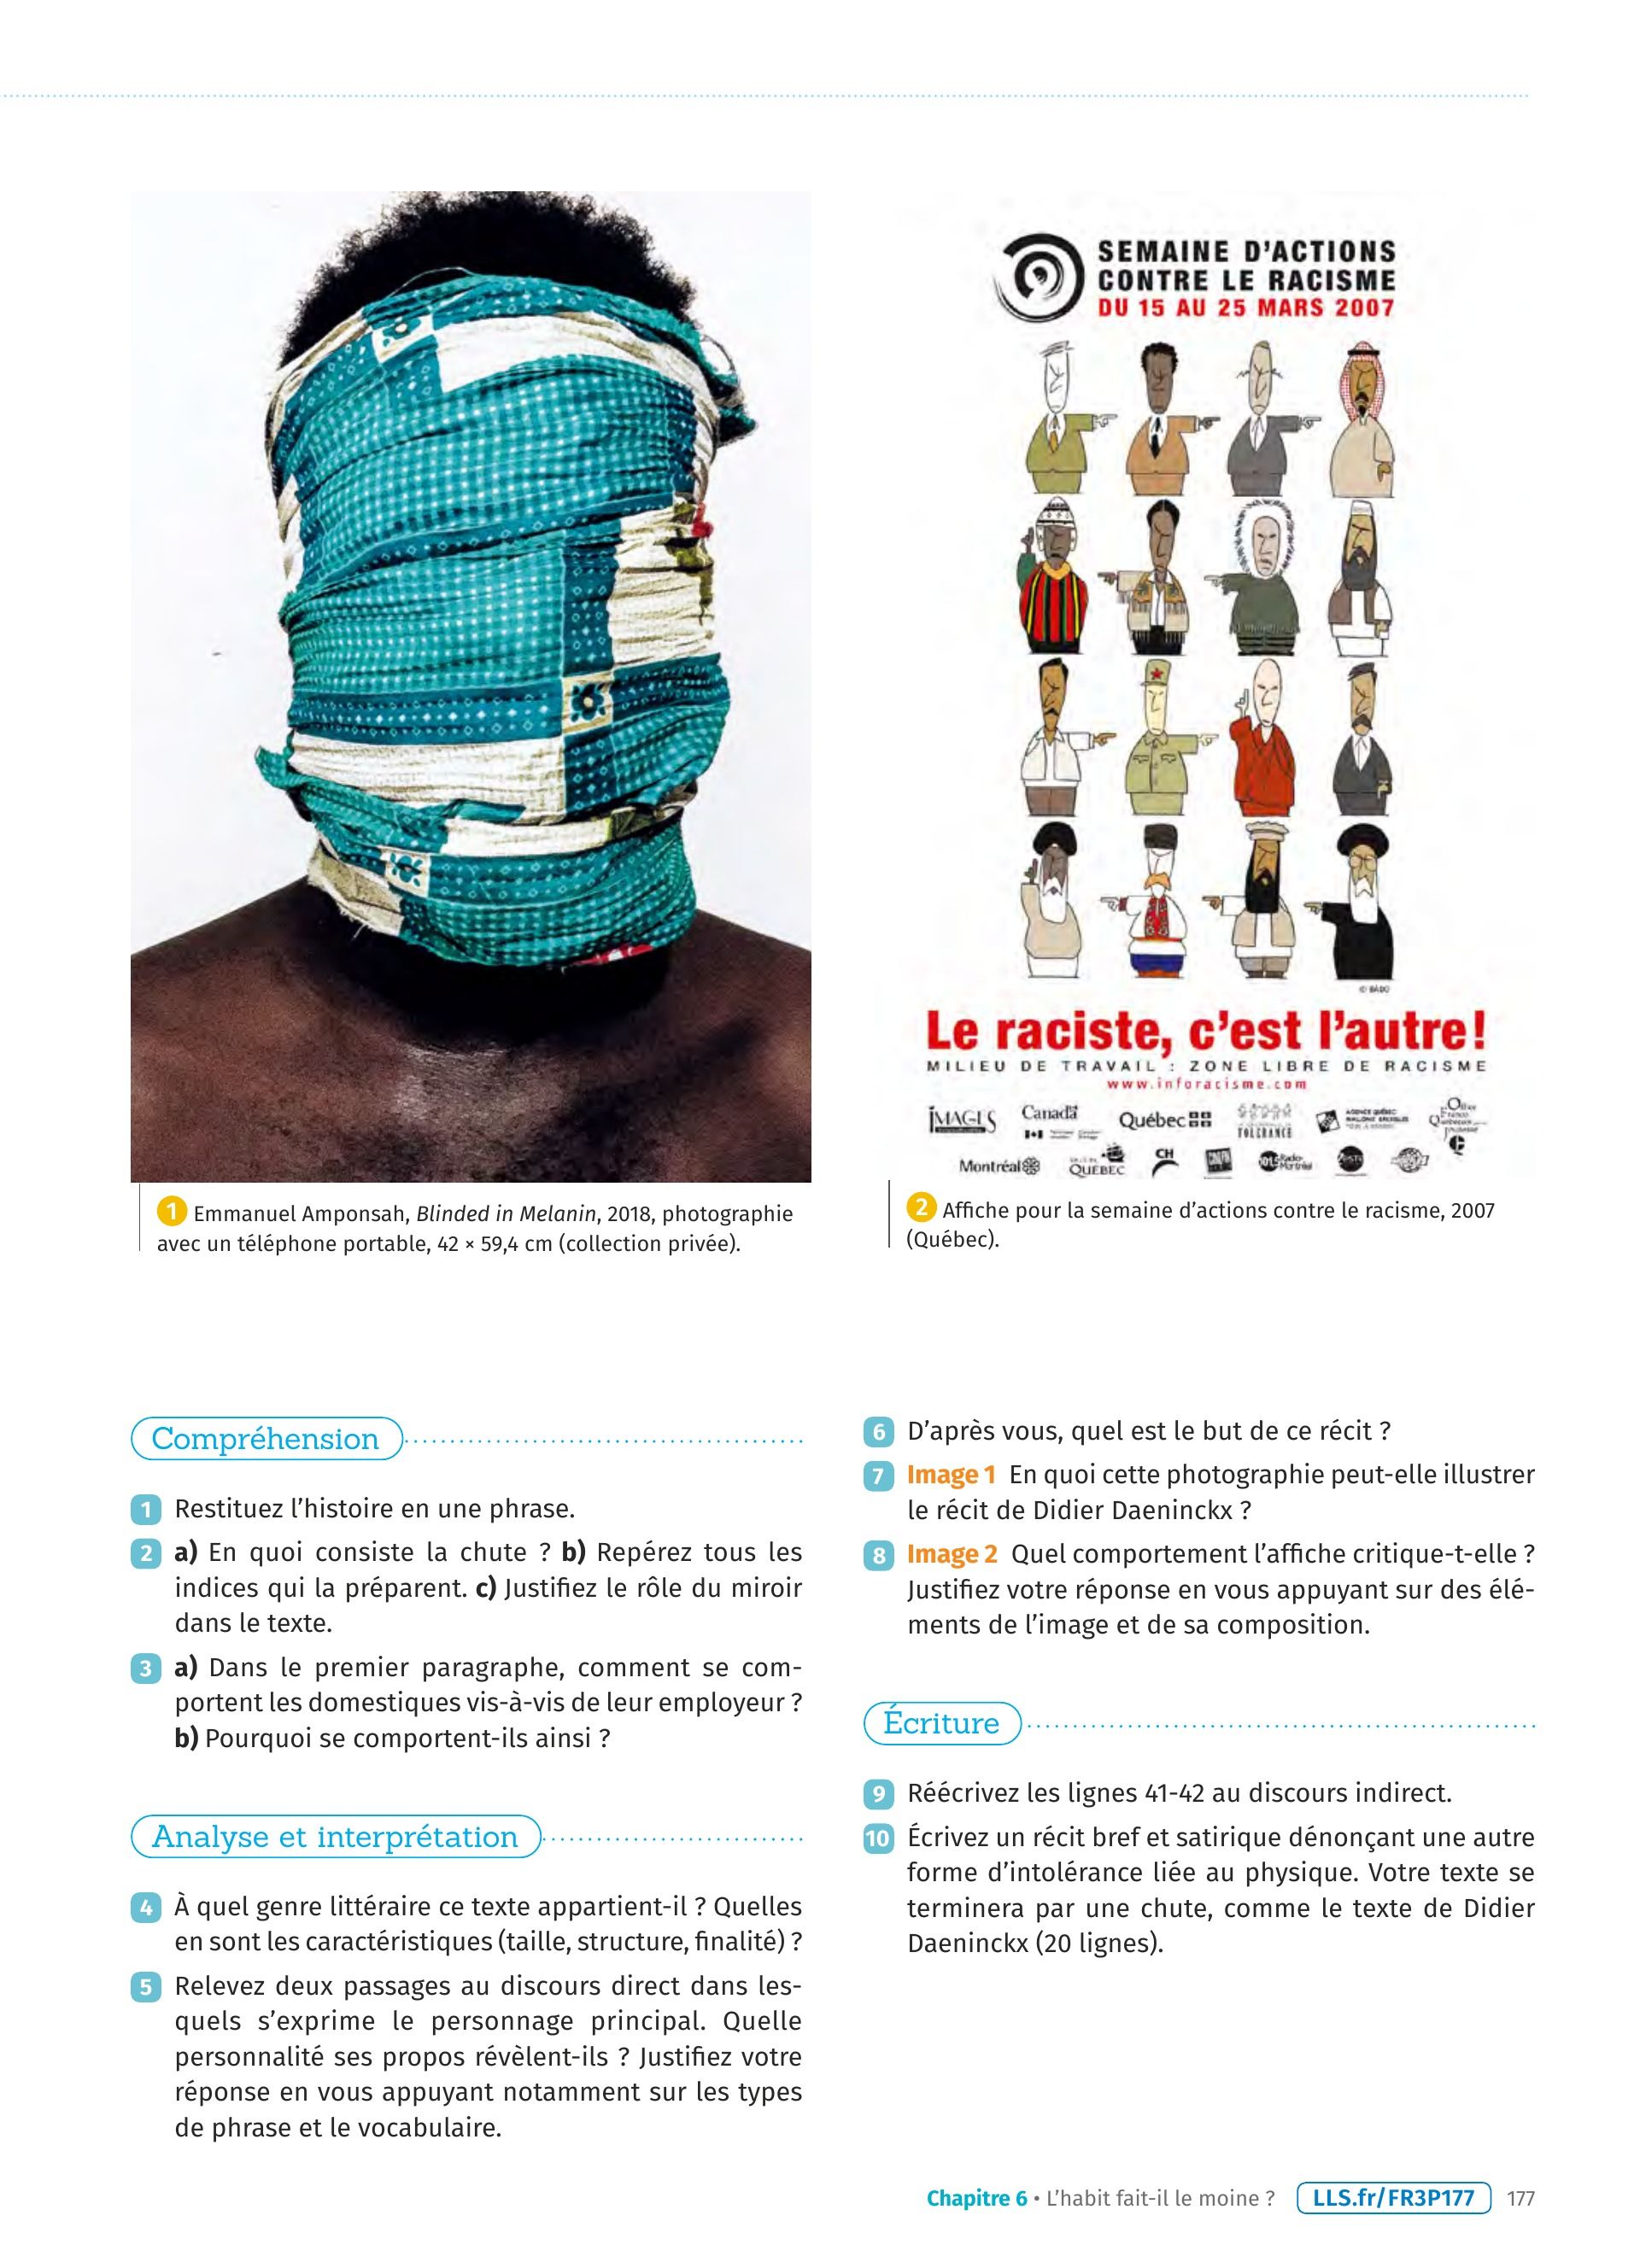 SEMAINE D'ACTIONS
CONTRE LE RACISME
DU 15 AU 25 MARS 2007
© BADO
Le raciste, c'est l'autre!
MILIEU DE TRAVAIL : ZONE LIBRE DE RACISME
www.inforacisme.com
IMAGES
Canada
Québec
TOLERANCE
Montréal
QUÉBEC
CH
1 Emmanuel Amponsah, Blinded in Melanin, 2018, photographie
avec un téléphone portable, 42 × 59,4 cm (collection privée).
2 Affiche pour la semaine d'actions contre le racisme, 2007
(Québec).
Compréhension
1 Restituez l'histoire en une phrase.
2 a) En quoi consiste la chute ? b) Repérez tous les
indices qui la préparent. c) Justifiez le rôle du miroir
dans le texte.
3 a) Dans le premier paragraphe, comment se com-
portent les domestiques vis-à-vis de leur employeur ?
b) Pourquoi se comportent-ils ainsi ?
Analyse et interprétation
4 À quel genre littéraire ce texte appartient-il ? Quelles
en sont les caractéristiques (taille, structure, finalité) ?
5 Relevez deux passages au discours direct dans les-
quels s'exprime le personnage principal. Quelle
personnalité ses propos révèlent-ils ? Justifiez votre
réponse en vous appuyant notamment sur les types
de phrase et le vocabulaire.
6 D'après vous, quel est le but de ce récit ?
7 Image 1 En quoi cette photographie peut-elle illustrer
le récit de Didier Daeninckx ?
8 Image 2 Quel comportement l'affiche critique-t-elle ?
Justifiez votre réponse en vous appuyant sur des élé-
ments de l'image et de sa composition.
Écriture
9 Réécrivez les lignes 41-42 au discours indirect.
10 Écrivez un récit bref et satirique dénonçant une autre
forme d'intolérance liée au physique. Votre texte se
terminera par une chute, comme le texte de Didier
Daeninckx (20 lignes).
Chapitre 6 • L'habit fait-il le moine ? LLS.fr/FR3P177 177